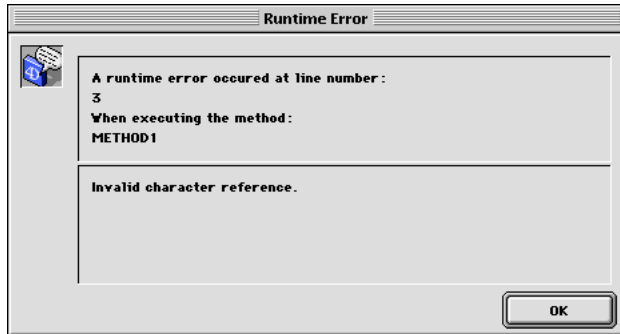 Runtime Error
A runtime error occured at line number:
3
When executing the method:
METHOD1
Invalid character reference.
OK